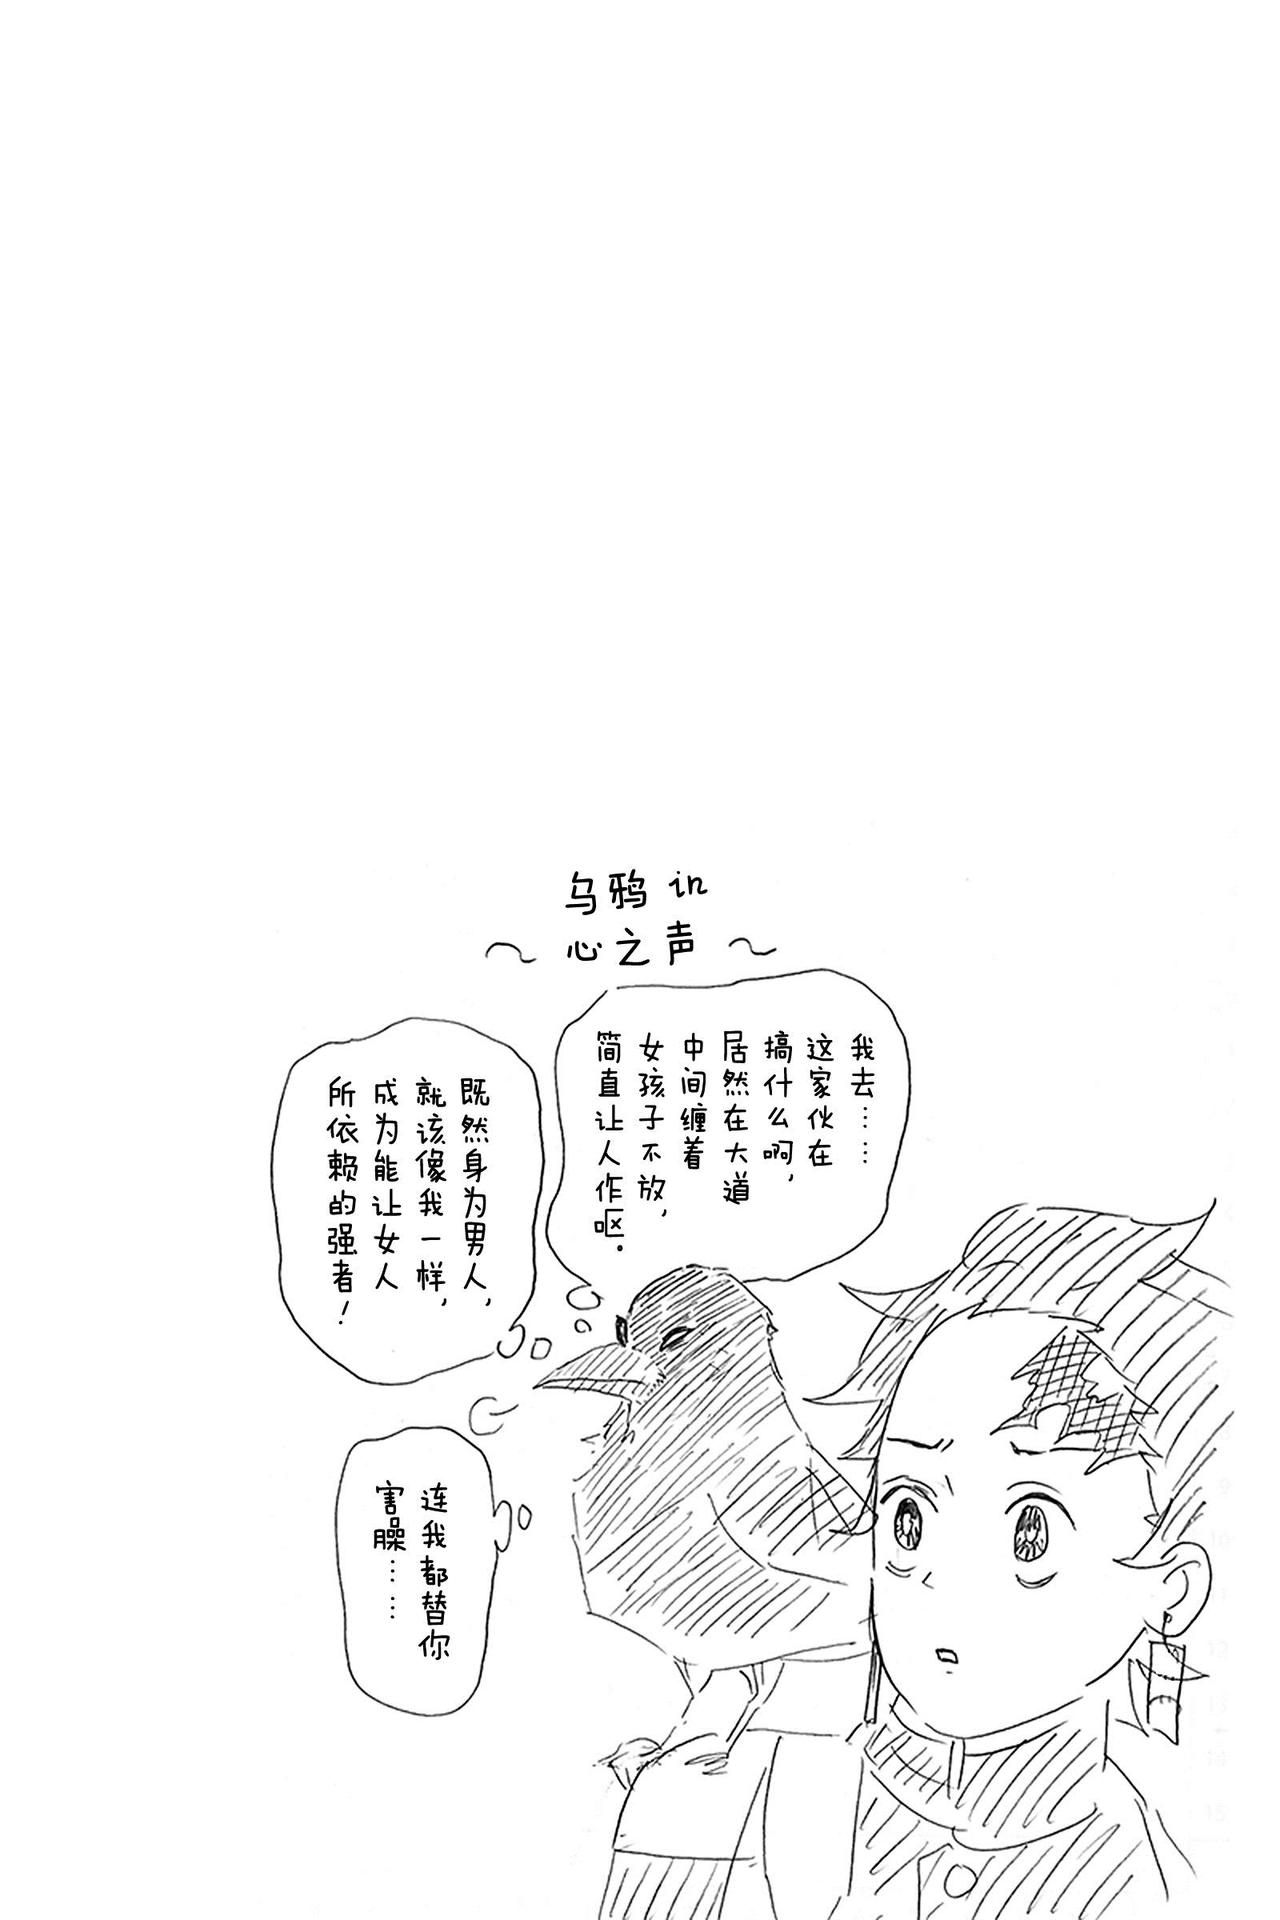 乌鸦in
～心之声～
我去……
这家伙在
搞什么啊，
居然在大道
中间缠着
女孩子不放，
简直让人作呕.
既然身为男人，
就该像我一样，
成为能让女人
所依赖的强者！
连我都替你
害臊……